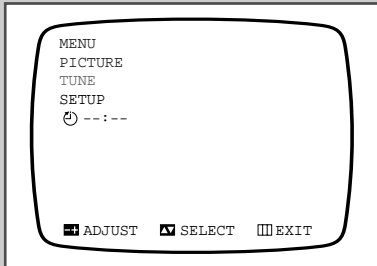 MENU
PICTURE
TUNE
SETUP
--:--
ADJUST SELECT EXIT